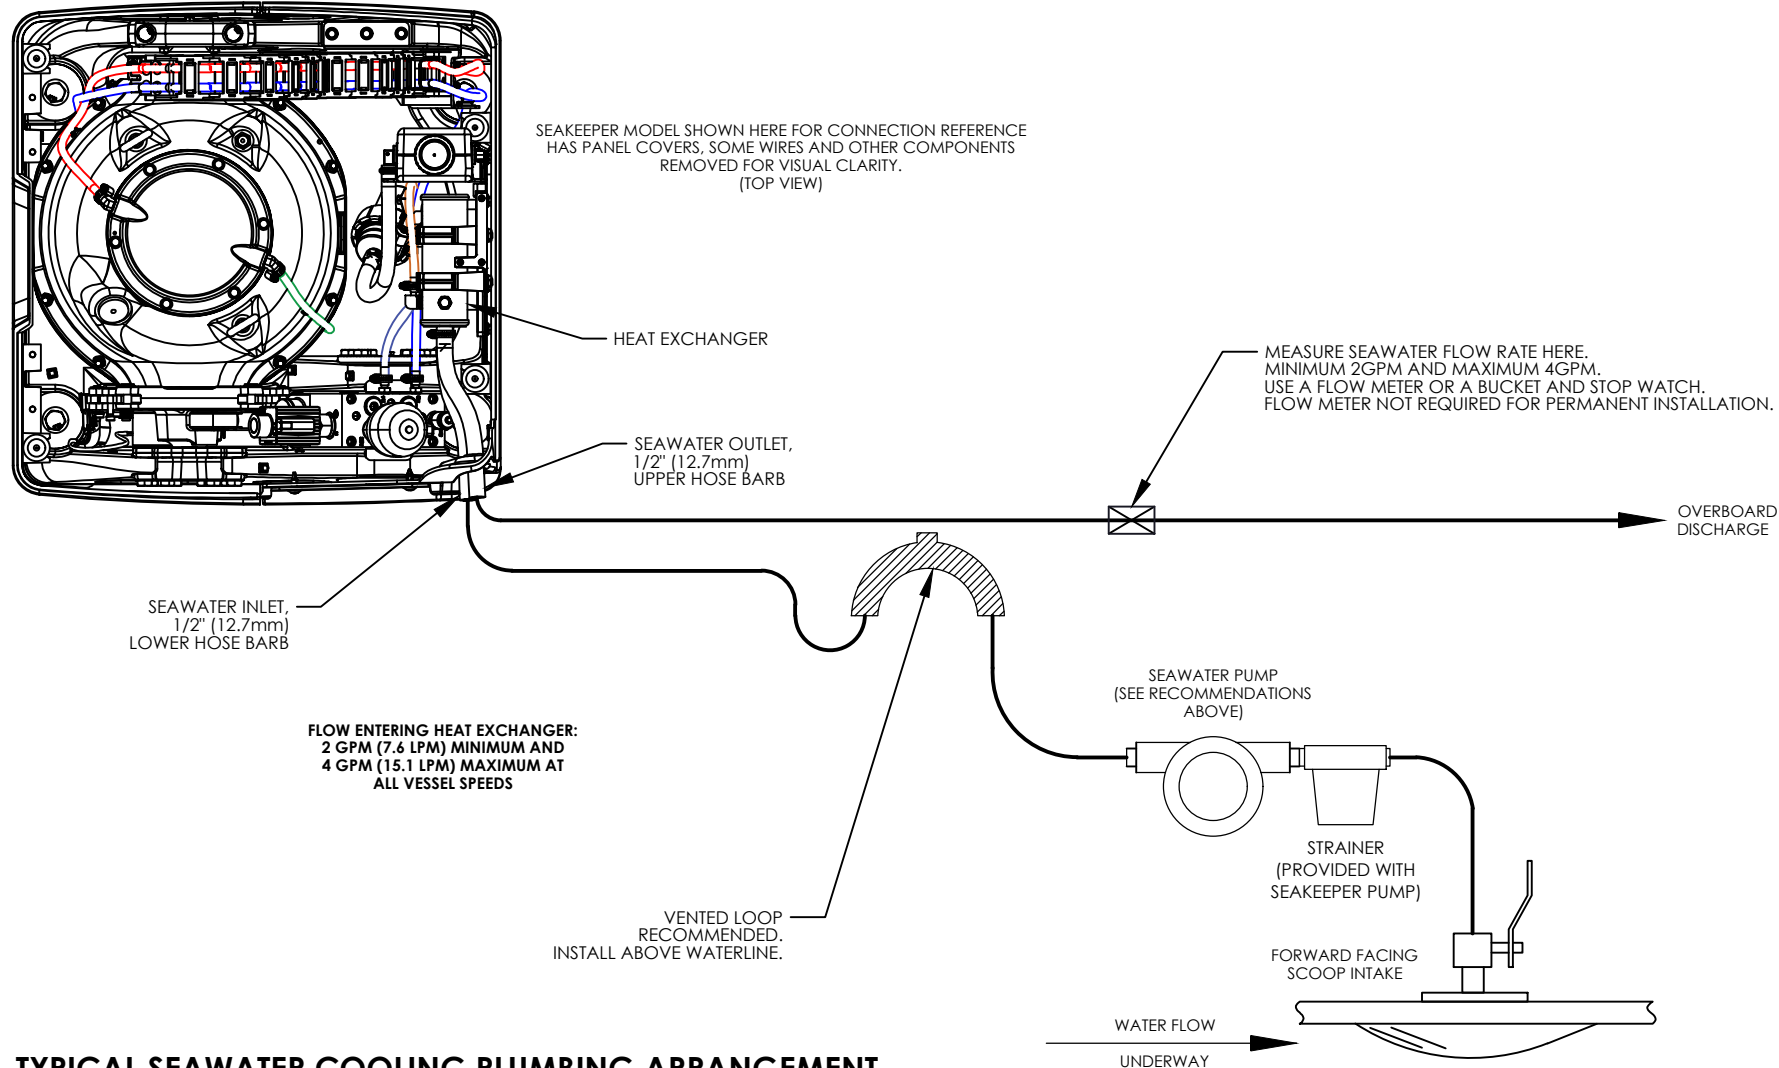 SEAKEEPER MODEL SHOWN HERE FOR CONNECTION REFERENCE
HAS PANEL COVERS, SOME WIRES AND OTHER COMPONENTS
REMOVED FOR VISUAL CLARITY.
(TOP VIEW)
HEAT EXCHANGER
MEASURE SEAWATER FLOW RATE HERE.
MINIMUM 2GPM AND MAXIMUM 4GPM.
USE A FLOW METER OR A BUCKET AND STOP WATCH.
FLOW METER NOT REQUIRED FOR PERMANENT INSTALLATION.
SEAWATER OUTLET,
1/2" (12.7mm)
UPPER HOSE BARB
OVERBOARD
DISCHARGE
SEAWATER INLET,
1/2" (12.7mm)
LOWER HOSE BARB
FLOW ENTERING HEAT EXCHANGER:
2 GPM (7.6 LPM) MINIMUM AND
4 GPM (15.1 LPM) MAXIMUM AT
ALL VESSEL SPEEDS
SEAWATER PUMP
(SEE RECOMMENDATIONS
ABOVE)
STRAINER
(PROVIDED WITH
SEAKEEPER PUMP)
VENTED LOOP
RECOMMENDED.
INSTALL ABOVE WATERLINE.
FORWARD FACING
SCOOP INTAKE
WATER FLOW
UNDERWAY
TYPICAL SEAWATER COOLING PLUMBING ARRANGEMENT